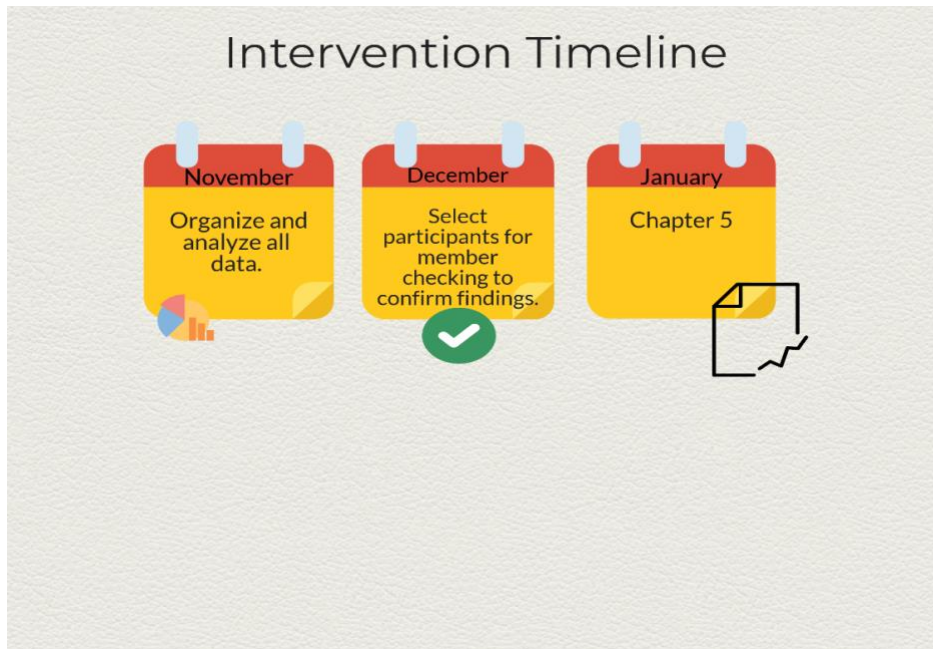 Intervention Timeline
November
Organize and
analyze all
data.
December
Select
participants for
member
checking to
confirm findings.
January
Chapter 5